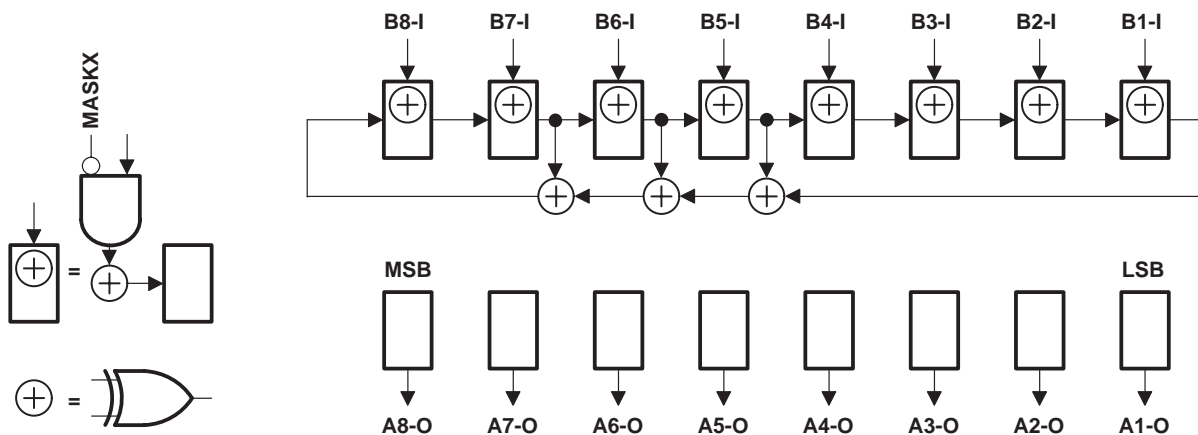 B8-I B7-I B6-I B5-I B4-I B3-I B2-I B1-I
MASKX
=
=
MSB LSB
A8-O A7-O A6-O A5-O A4-O A3-O A2-O A1-O